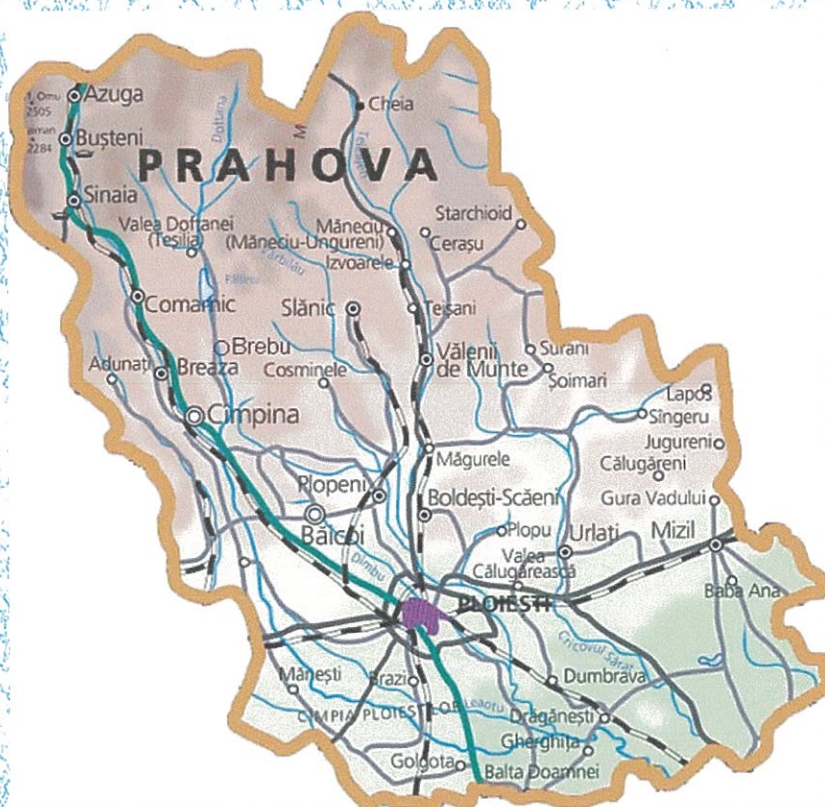 Azuga
Cheia
2505
Bușteni
2284
PRAHOVA
Sinaia
Starchioid
Valea Doftanei
(Tesilia)
Măneciu
(Măneciu-Ungureni)
Cerașu
Izvoarele
Comarnic
Slănic
Teișani
Brebu
Vălenii
de Munte
Surani
Adunați
Breaza
Cosminele
Șoimari
Lapoș
Cîmpina
Sîngeru
Jugureni
Măgurele
Călugăreni
Plopeni
Boldești-Scăeni
Gura Vadului
Băicoi
Plopu
Urlați
Mizil
Dîmbu
Valea
Călugărească
Baba Ana
PLOIEȘTI
Cricovul Sărat
Mănești
Brazi
Dumbrava
CÎMPIA PLOIEȘTILOR
Leaotu
Drăgănești
Gherghița
Golgota
Balta Doamnei